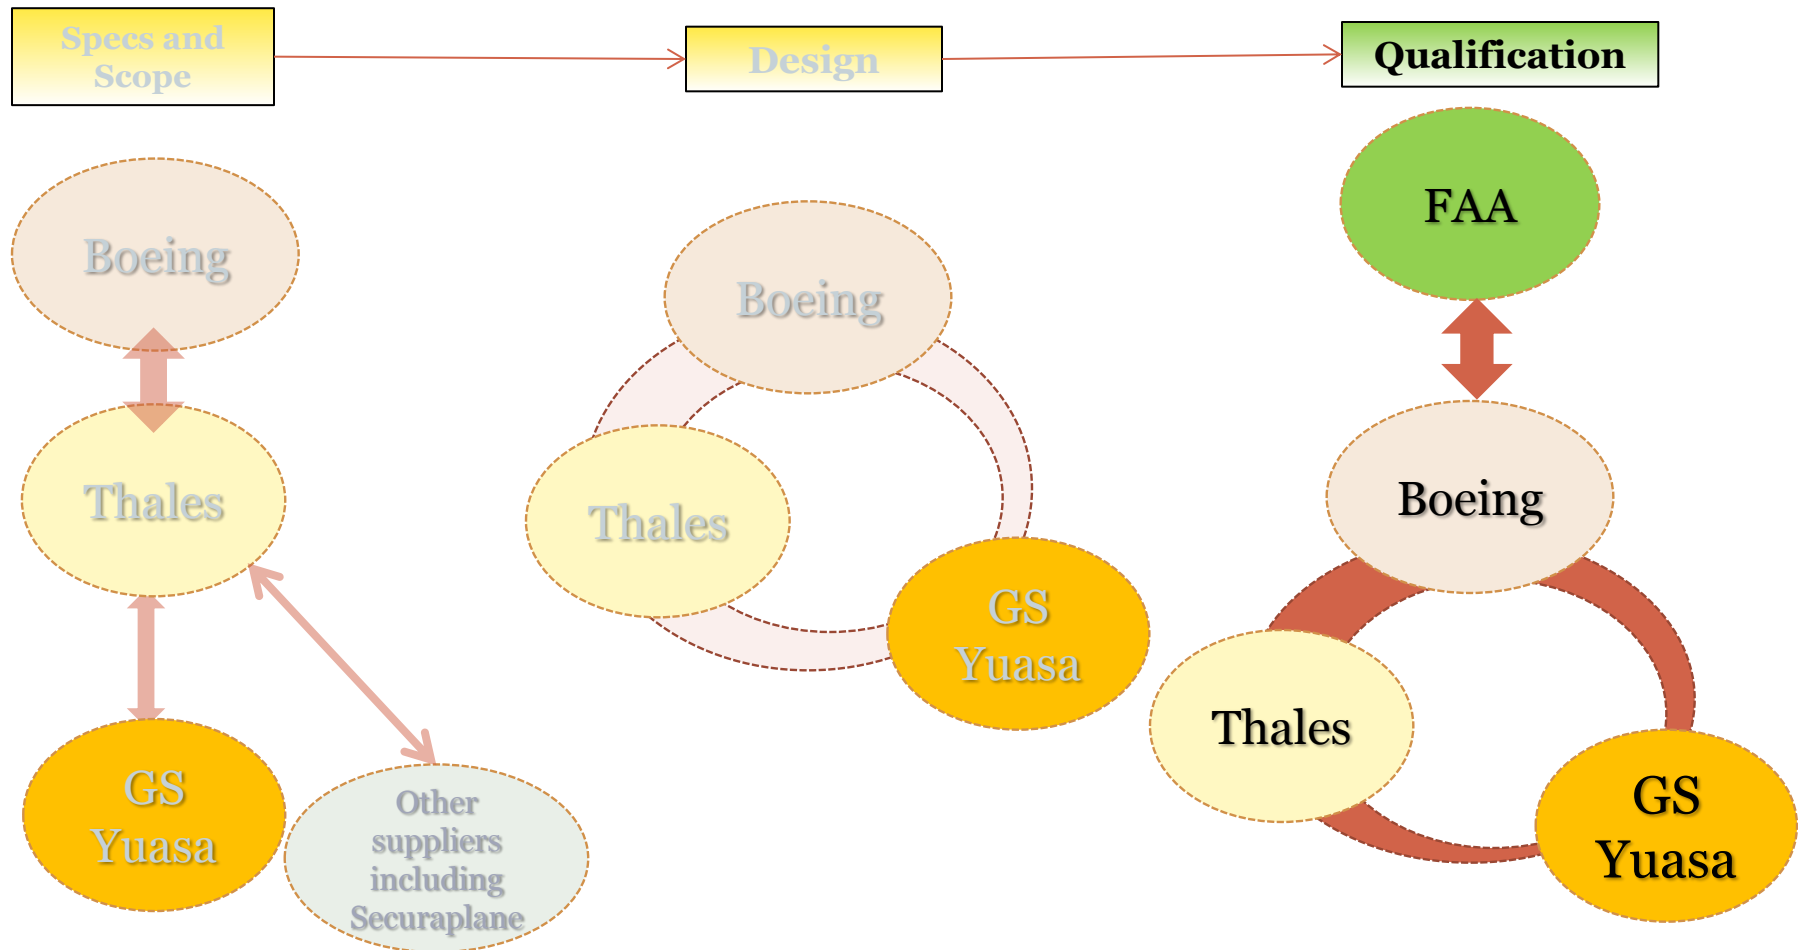 Specs and
Scope
Design
Qualification
Boeing
Thales
GS
Yuasa
Other
suppliers
including
Securaplane
Boeing
Thales
GS
Yuasa
FAA
Boeing
Thales
GS
Yuasa